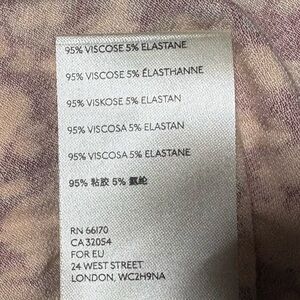 95% VISCOSE 5% ELASTANE
95% VISCOSE 5% ÉLASTHANNE
95% VISKOSE 5% ELASTAN
95% VISCOSA 5% ELASTAN
95% VISCOSA 5% ELASTANE
95% 粘胶 5% 氨纶
RN 66170
CA 32054
FOR EU
24 WEST STREET
LONDON, WC2H9NA